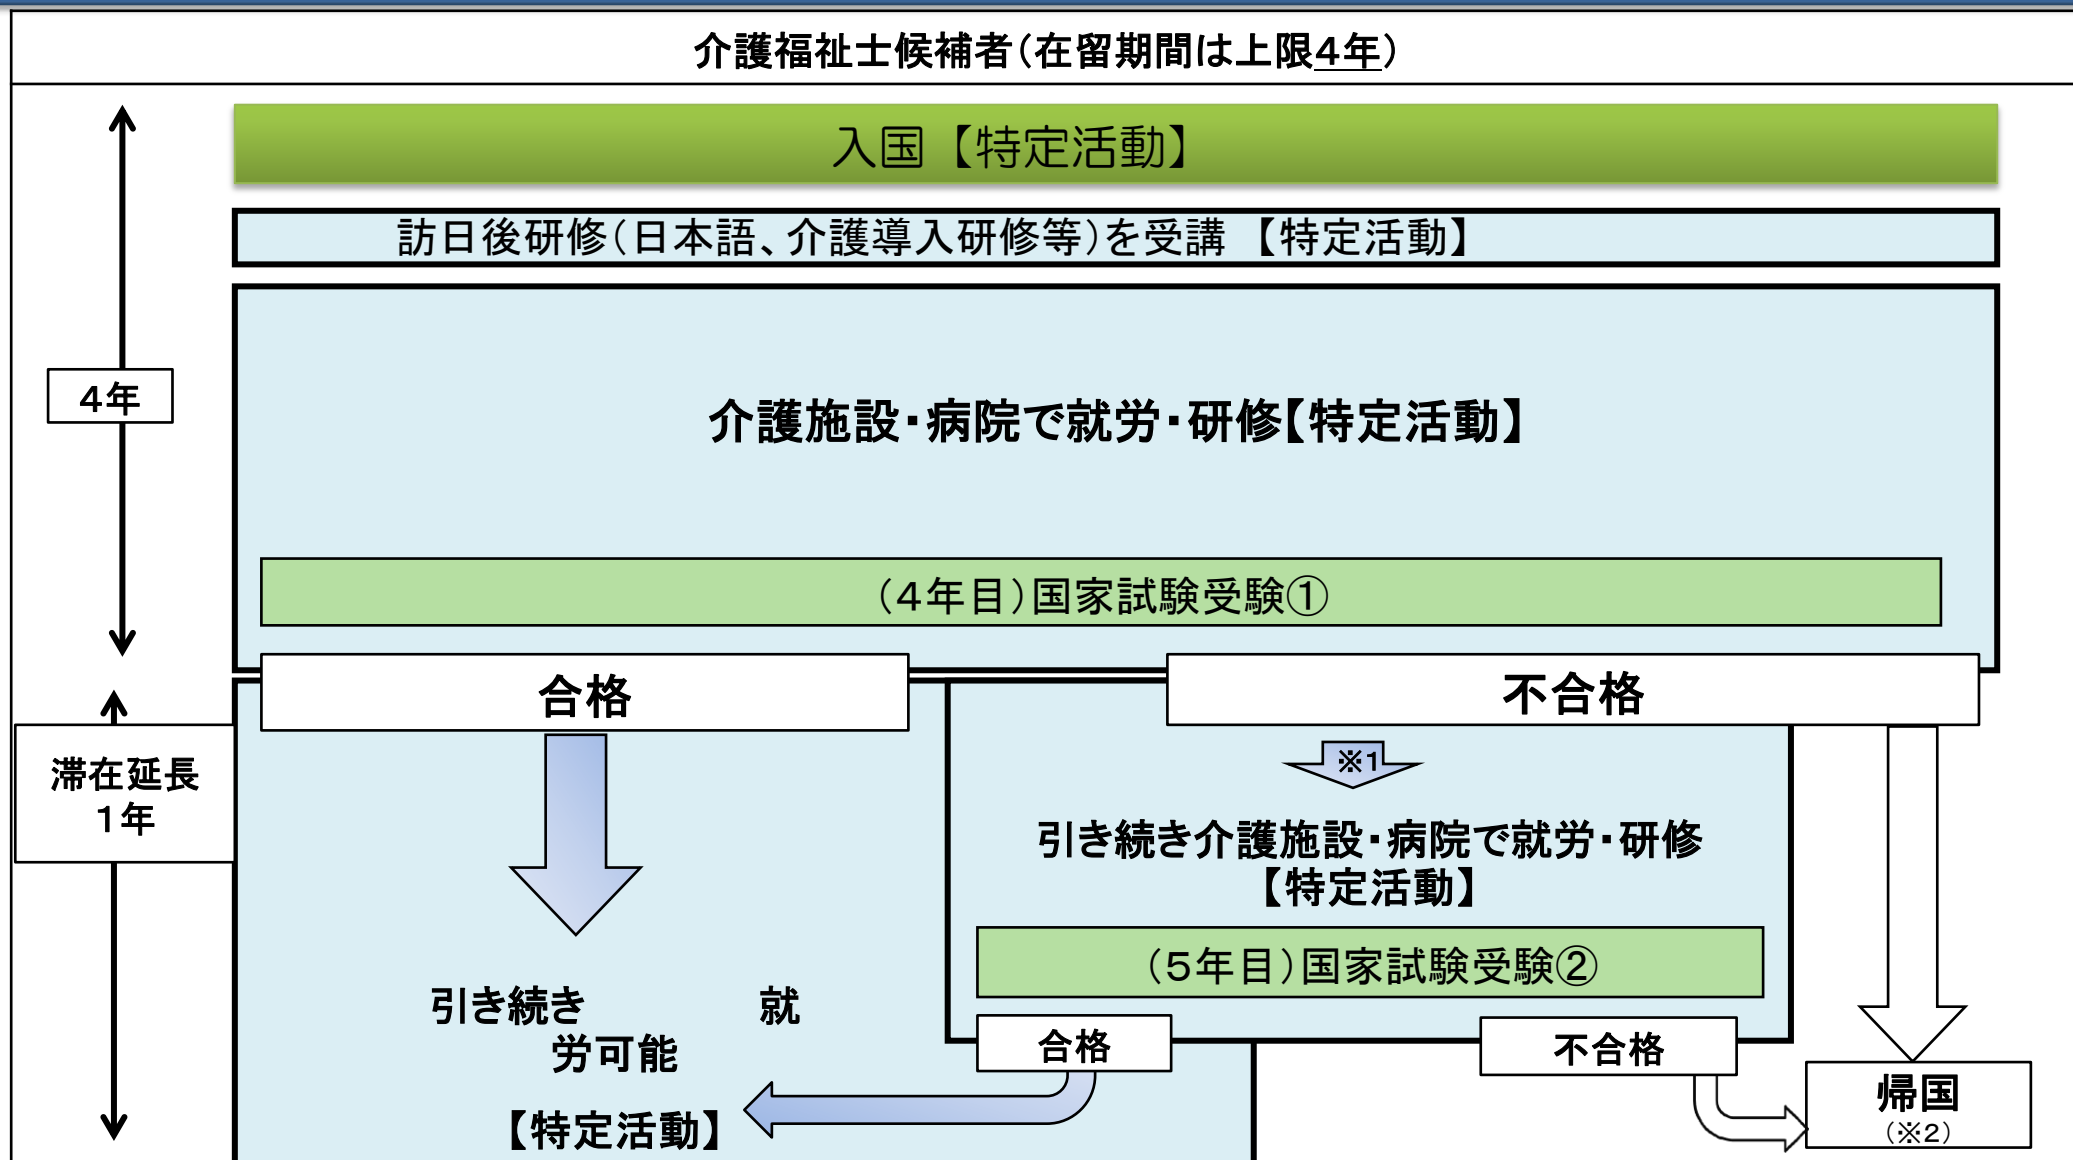 介護福祉士候補者（在留期間は上限４年）
入国【特定活動】
訪日後研修（日本語、介護導入研修等）を受講 【特定活動】
４年
介護施設・病院で就労・研修【特定活動】
（４年目）国家試験受験①
合格
不合格
滞在延長
１年
※１
引き続き介護施設・病院で就労・研修
【特定活動】
（５年目）国家試験受験②
引き続き　　　　就
労可能
【特定活動】
合格
不合格
帰国
（※２）